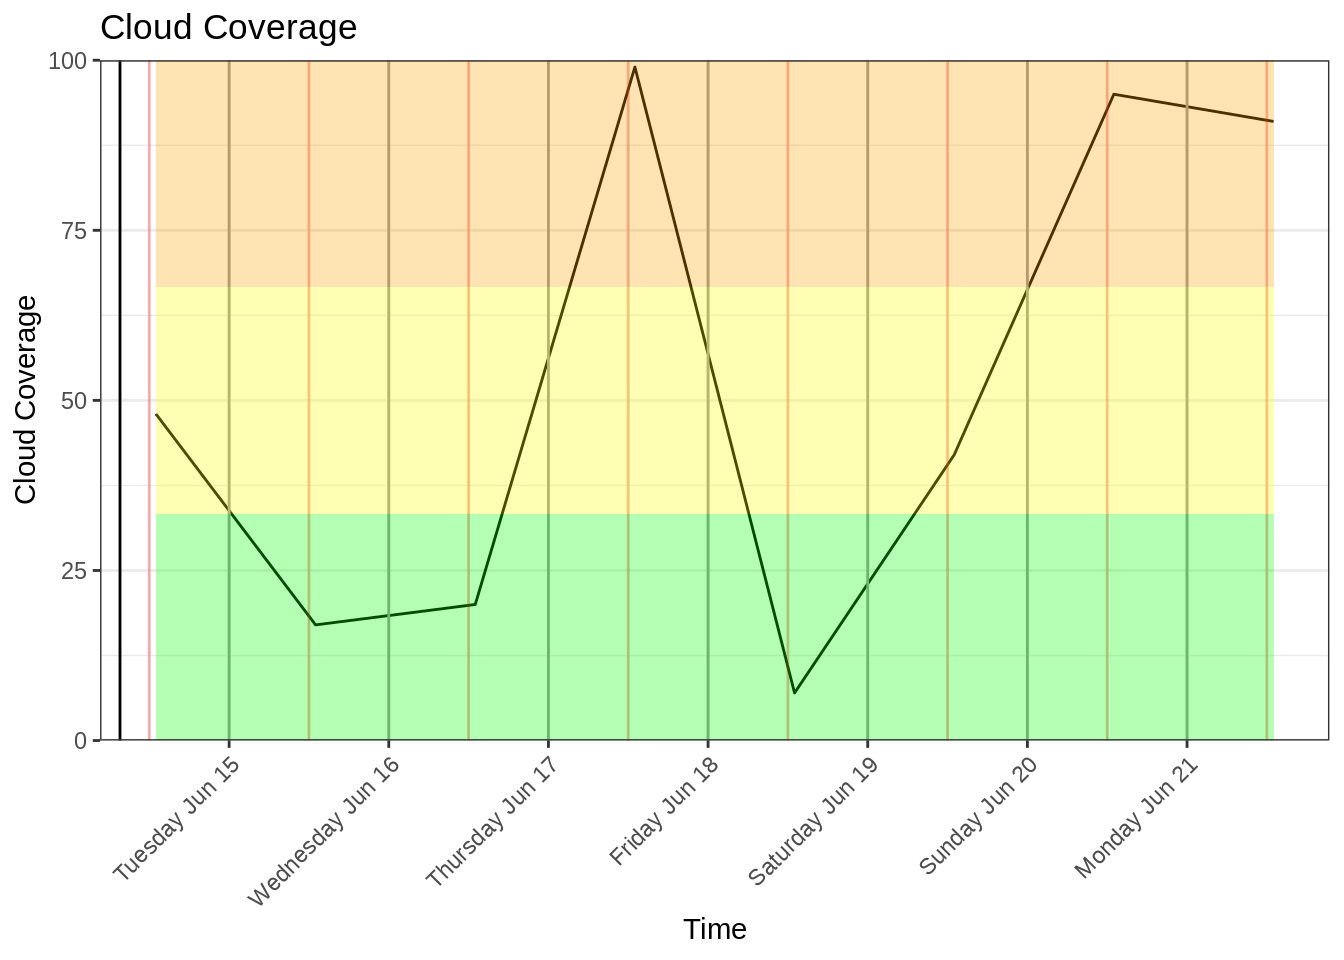 Cloud Coverage
100
75
50
25
0
Cloud Coverage
Tuesday Jun 15
Wednesday Jun 16
Thursday Jun 17
Friday Jun 18
Saturday Jun 19
Sunday Jun 20
Monday Jun 21
Time